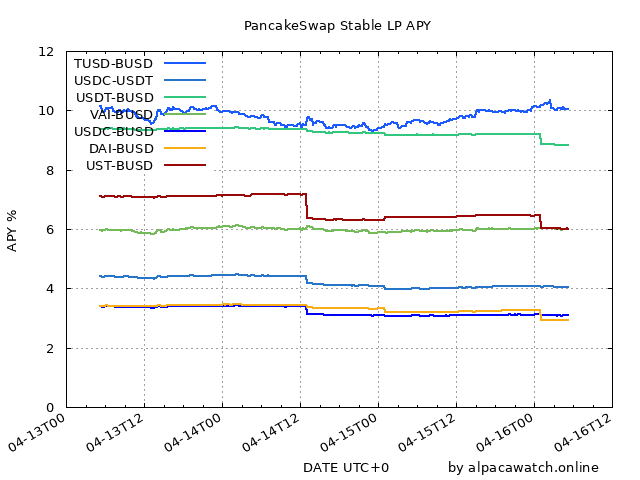 PancakeSwap Stable LP APY
12
10
8
6
4
2
0
APY %
TUSD-BUSD
USDC-USDT
USDT-BUSD
VAI-BUSD
USDC-BUSD
DAI-BUSD
UST-BUSD
04-13T00
04-13T12
04-14T00
04-14T12
04-15T00
04-15T12
04-16T00
04-16T12
DATE UTC+0
by alpacawatch.online